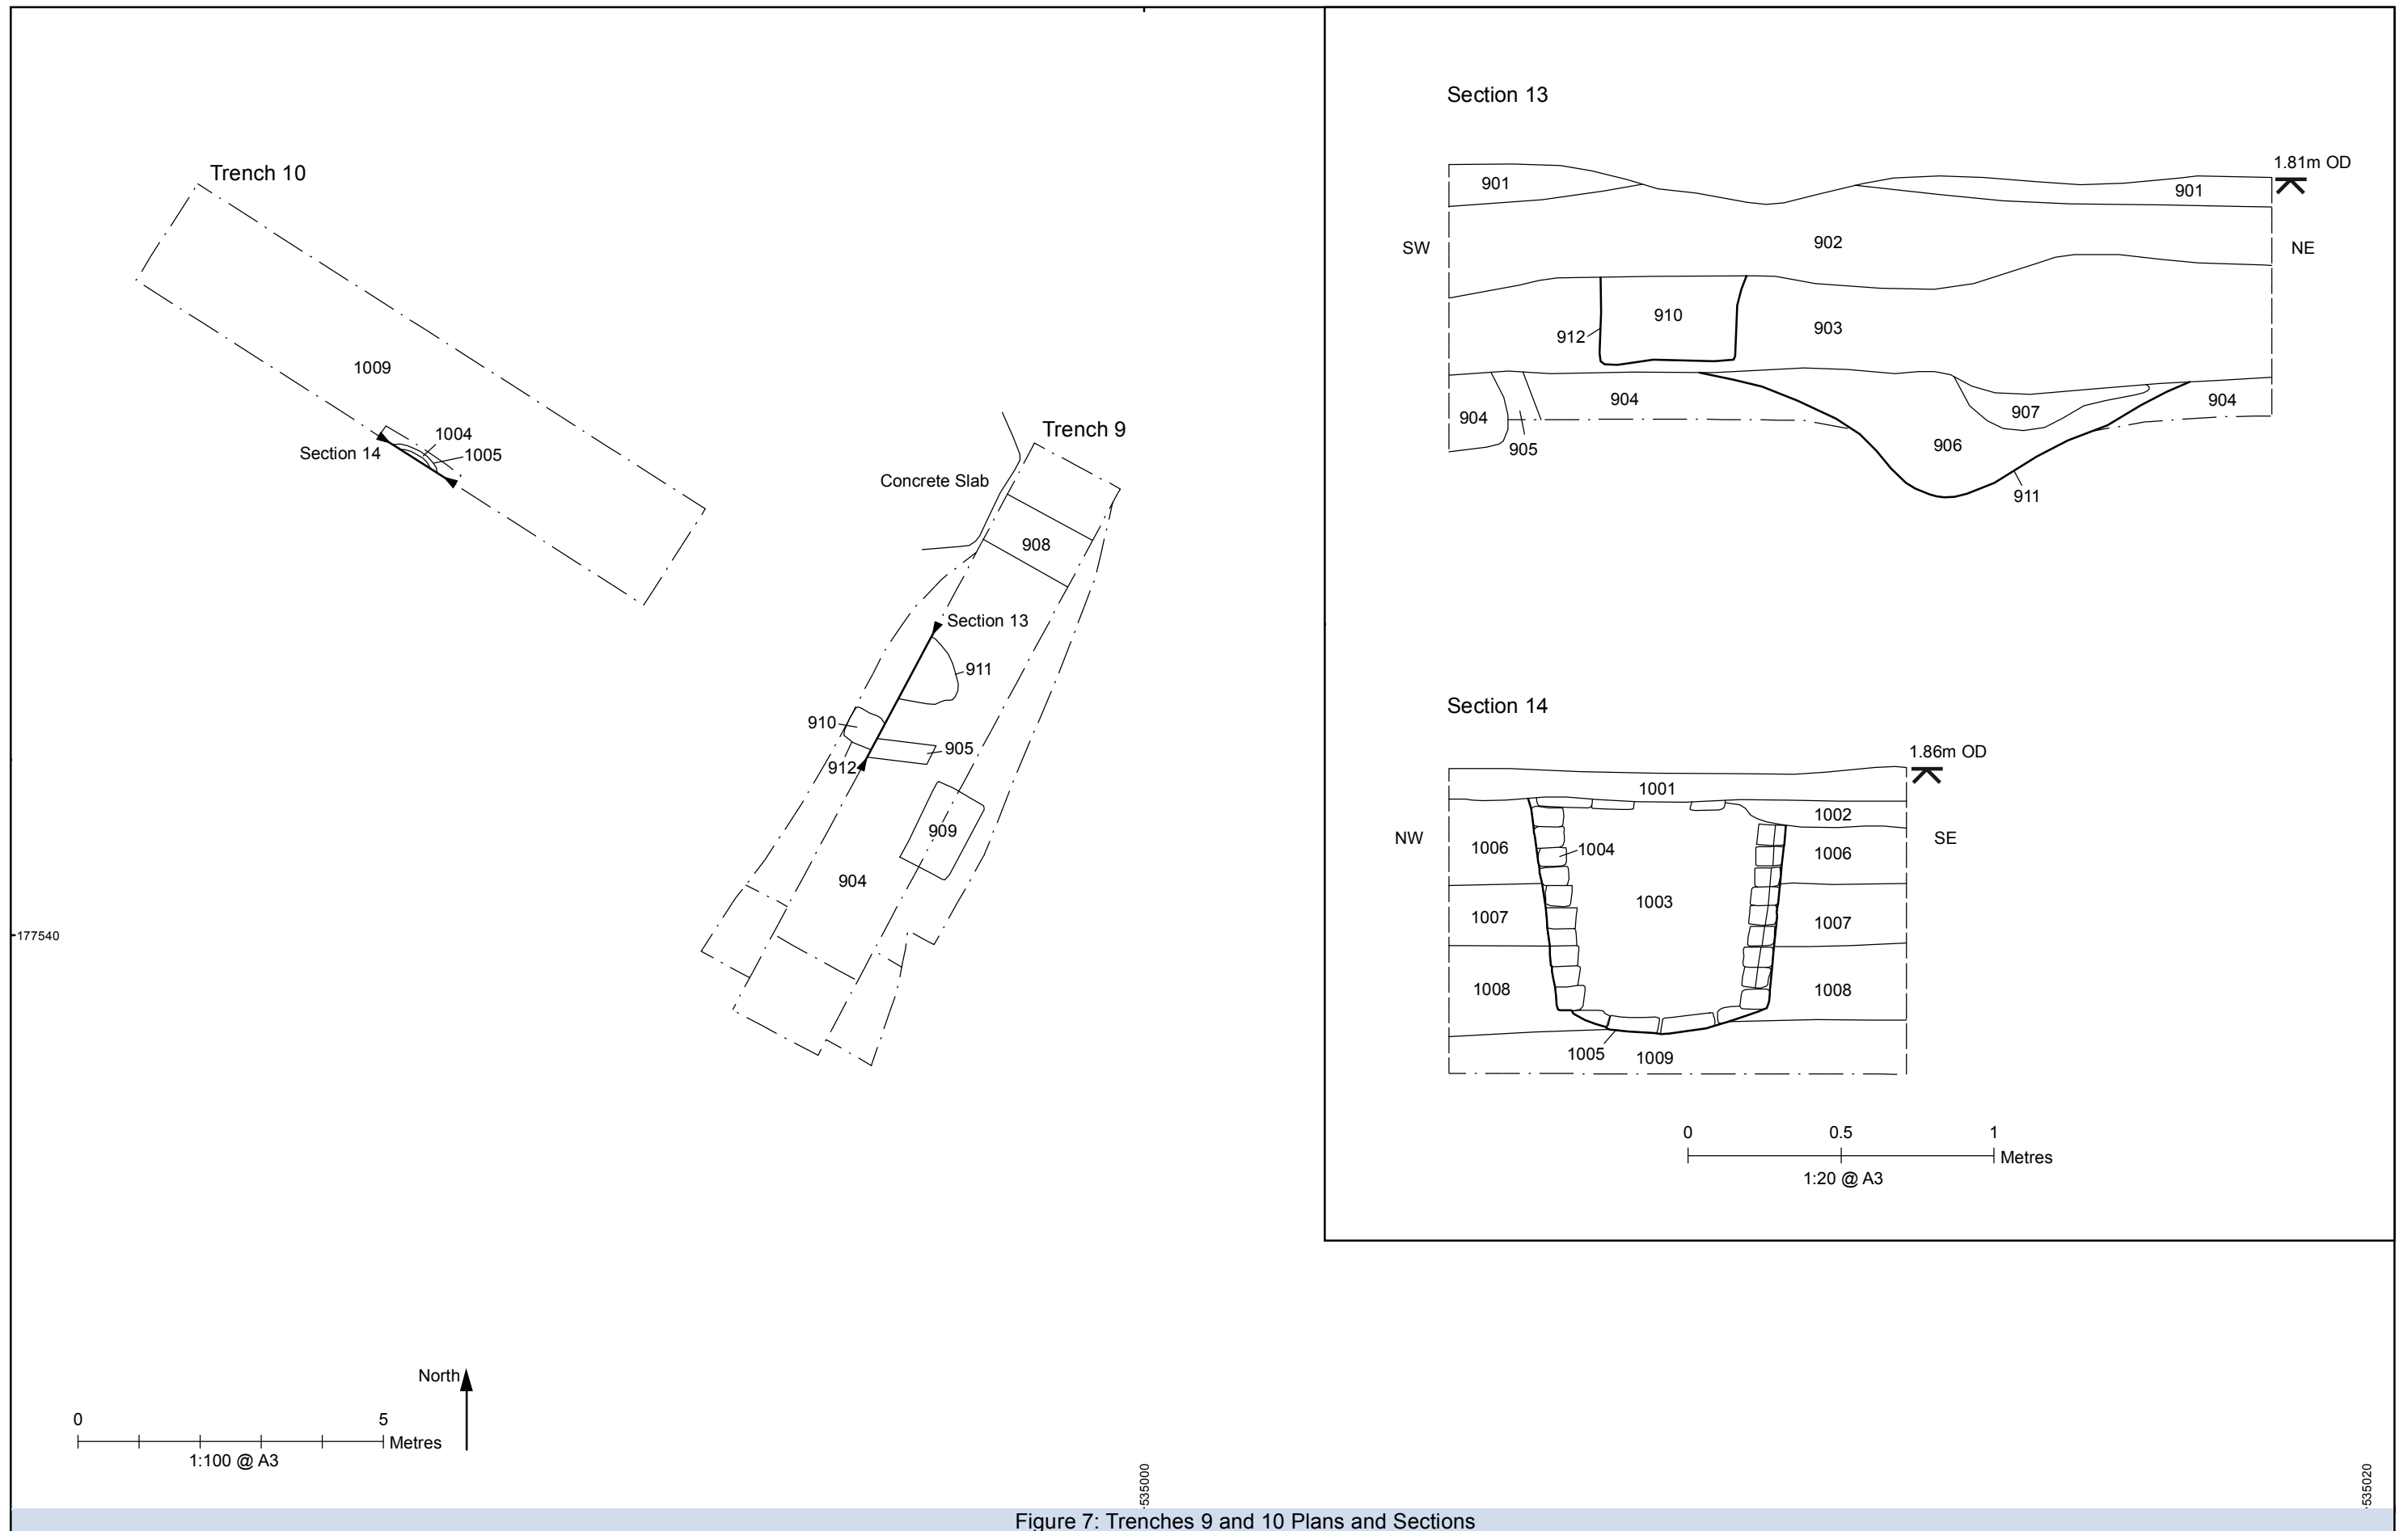 Trench 10
1009
1004
1005
Section 14
Trench 9
Concrete Slab
908
Section 13
911
910
905
912
909
904
177540
North
0
5
Metres
1:100 @ A3
535000
535020
Section 13
1.81m OD
901
901
SW
902
NE
910
912
903
904
904
904
907
905
906
911
Section 14
1.86m OD
1001
1002
NW
SE
1006
1004
1006
1003
1007
1007
1008
1008
1005
1009
0
0.5
1
Metres
1:20 @ A3
Figure 7: Trenches 9 and 10 Plans and Sections